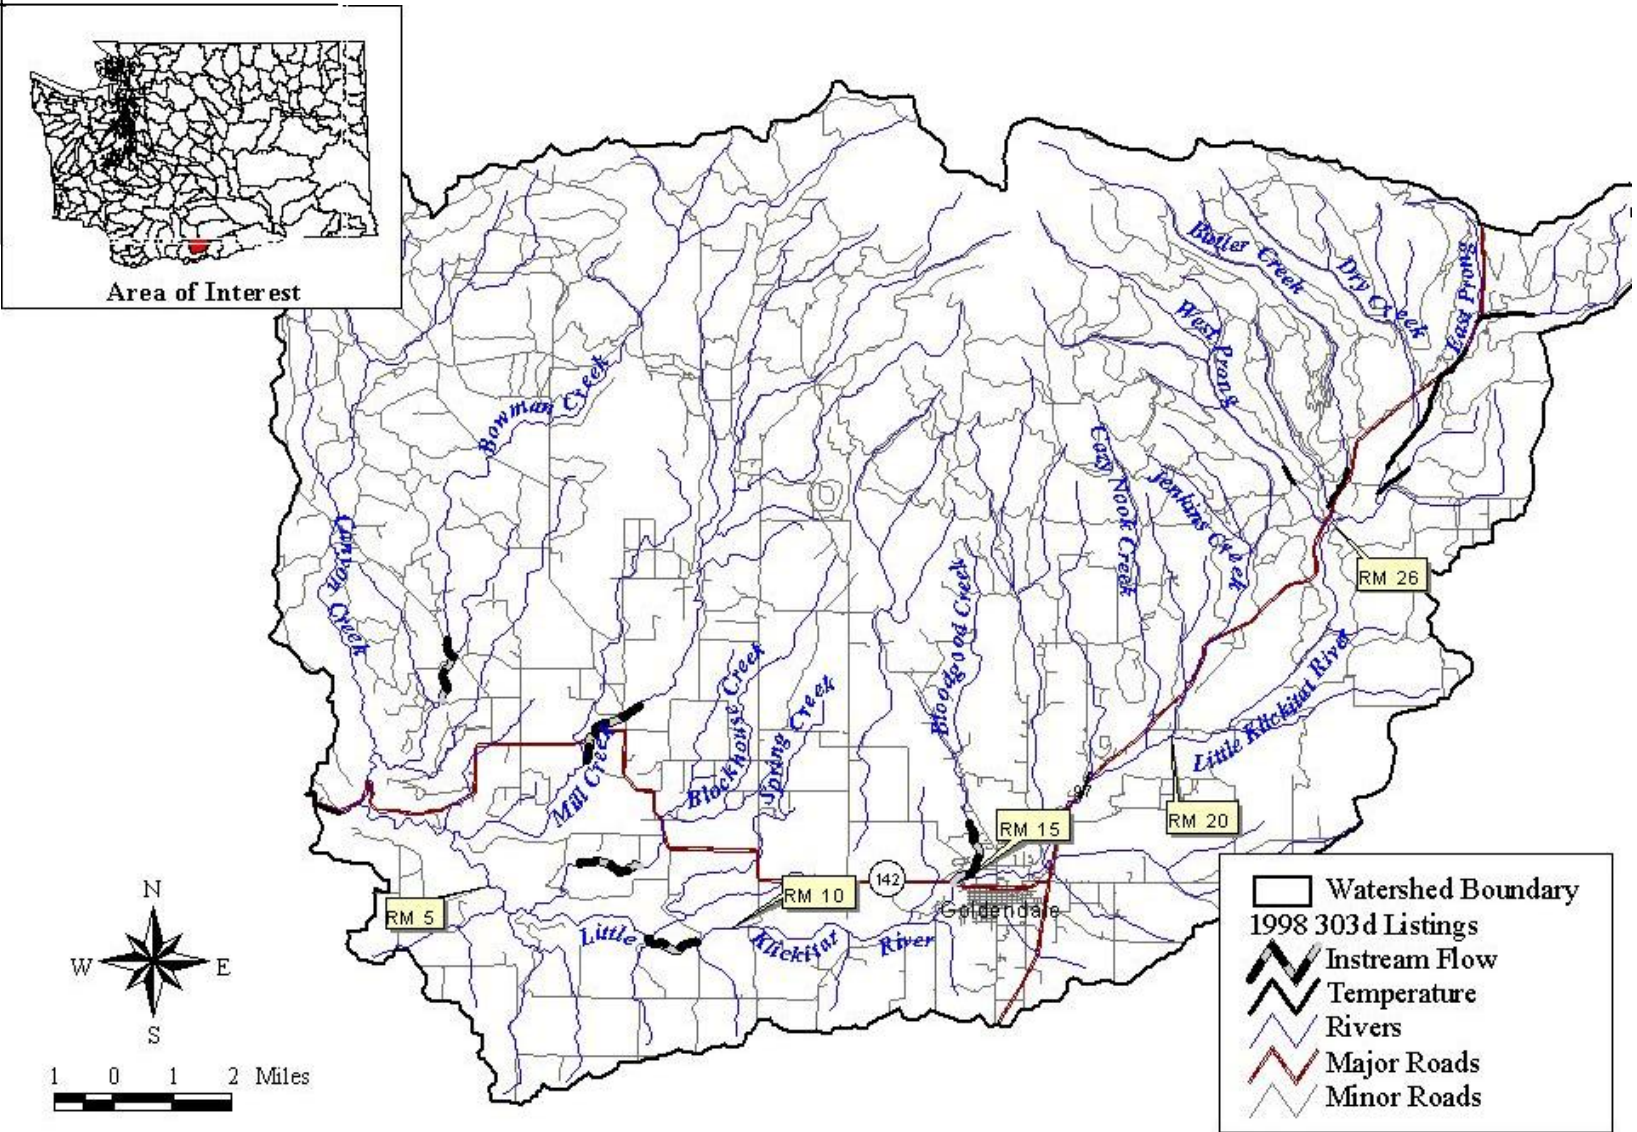 Area of Interest
Butler Creek
Dry Creek
East Prong
West Prong
Bowman Creek
Cozy Nook Creek
Jenkins Creek
Canyon Creek
Bloodgood Creek
RM 26
Little Klickitat River
Blockhouse Creek
Spring Creek
Mill Creek
97
RM 15
RM 20
142
RM 10
RM 5
Goldendale
Little Klickitat River
N
W E
S
1 0 1 2 Miles
Watershed Boundary
1998 303d Listings
Instream Flow
Temperature
Rivers
Major Roads
Minor Roads